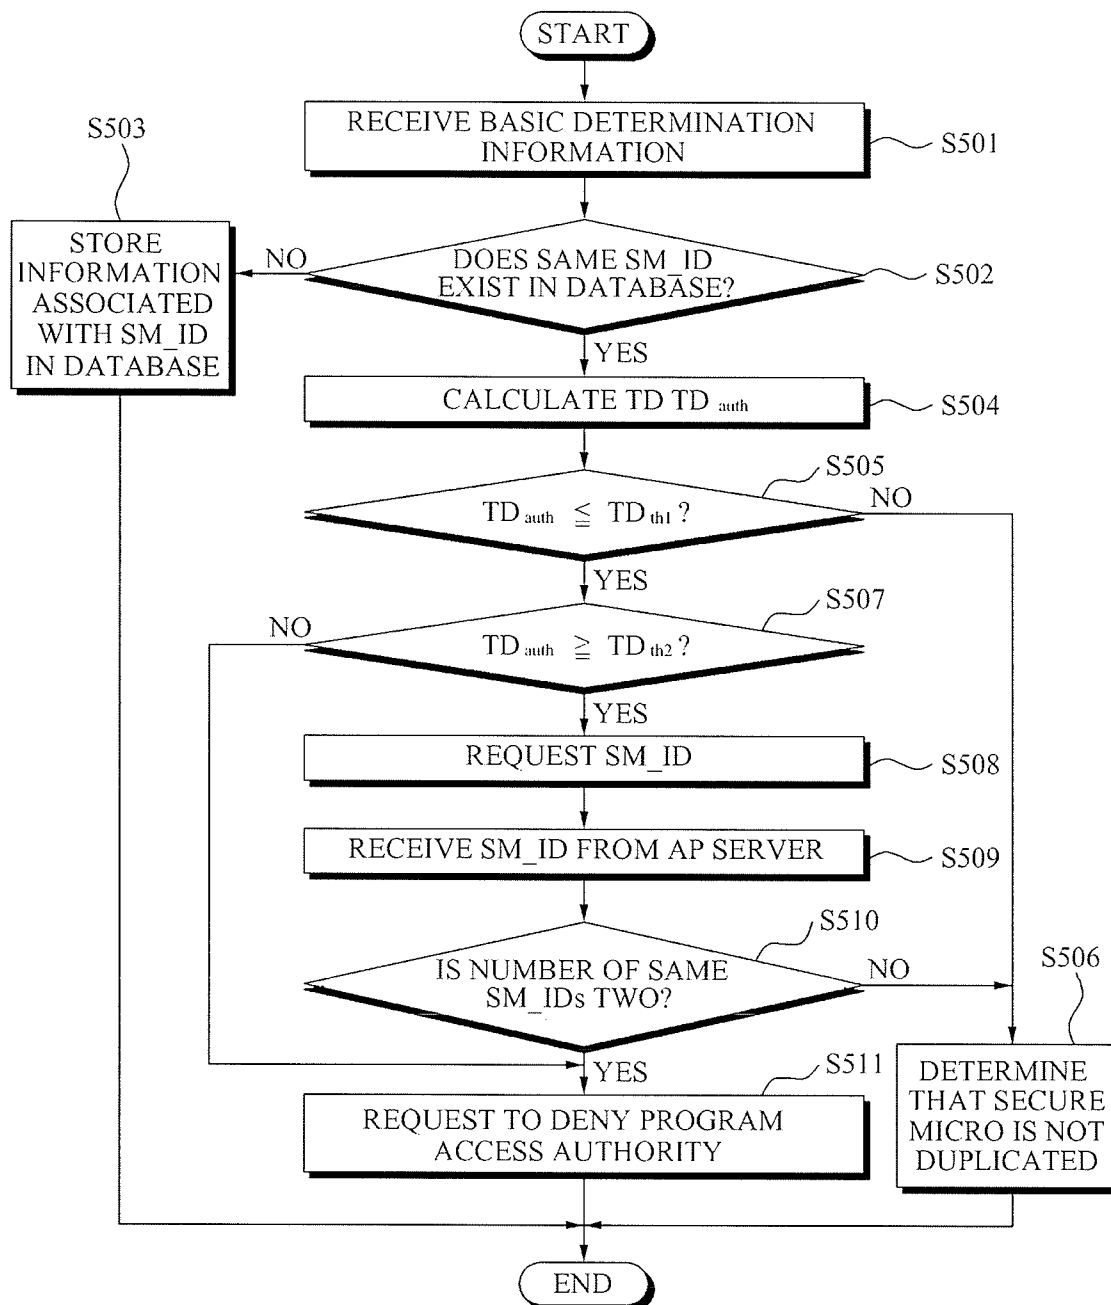 START
RECEIVE BASIC DETERMINATION
INFORMATION
S501
S503
STORE
INFORMATION
ASSOCIATED
WITH SM_ID
IN DATABASE
NO
DOES SAME SM_ID
EXIST IN DATABASE?
S502
YES
CALCULATE TD TD auth
S504
S505
TD auth ≦ TD th1 ?
NO
YES
S507
NO
TD auth ≧ TD th2 ?
YES
REQUEST SM_ID
S508
RECEIVE SM_ID FROM AP SERVER
S509
S510
IS NUMBER OF SAME
SM_IDs TWO?
NO
S506
YES
S511
REQUEST TO DENY PROGRAM
ACCESS AUTHORITY
DETERMINE
THAT SECURE
MICRO IS NOT
DUPLICATED
END